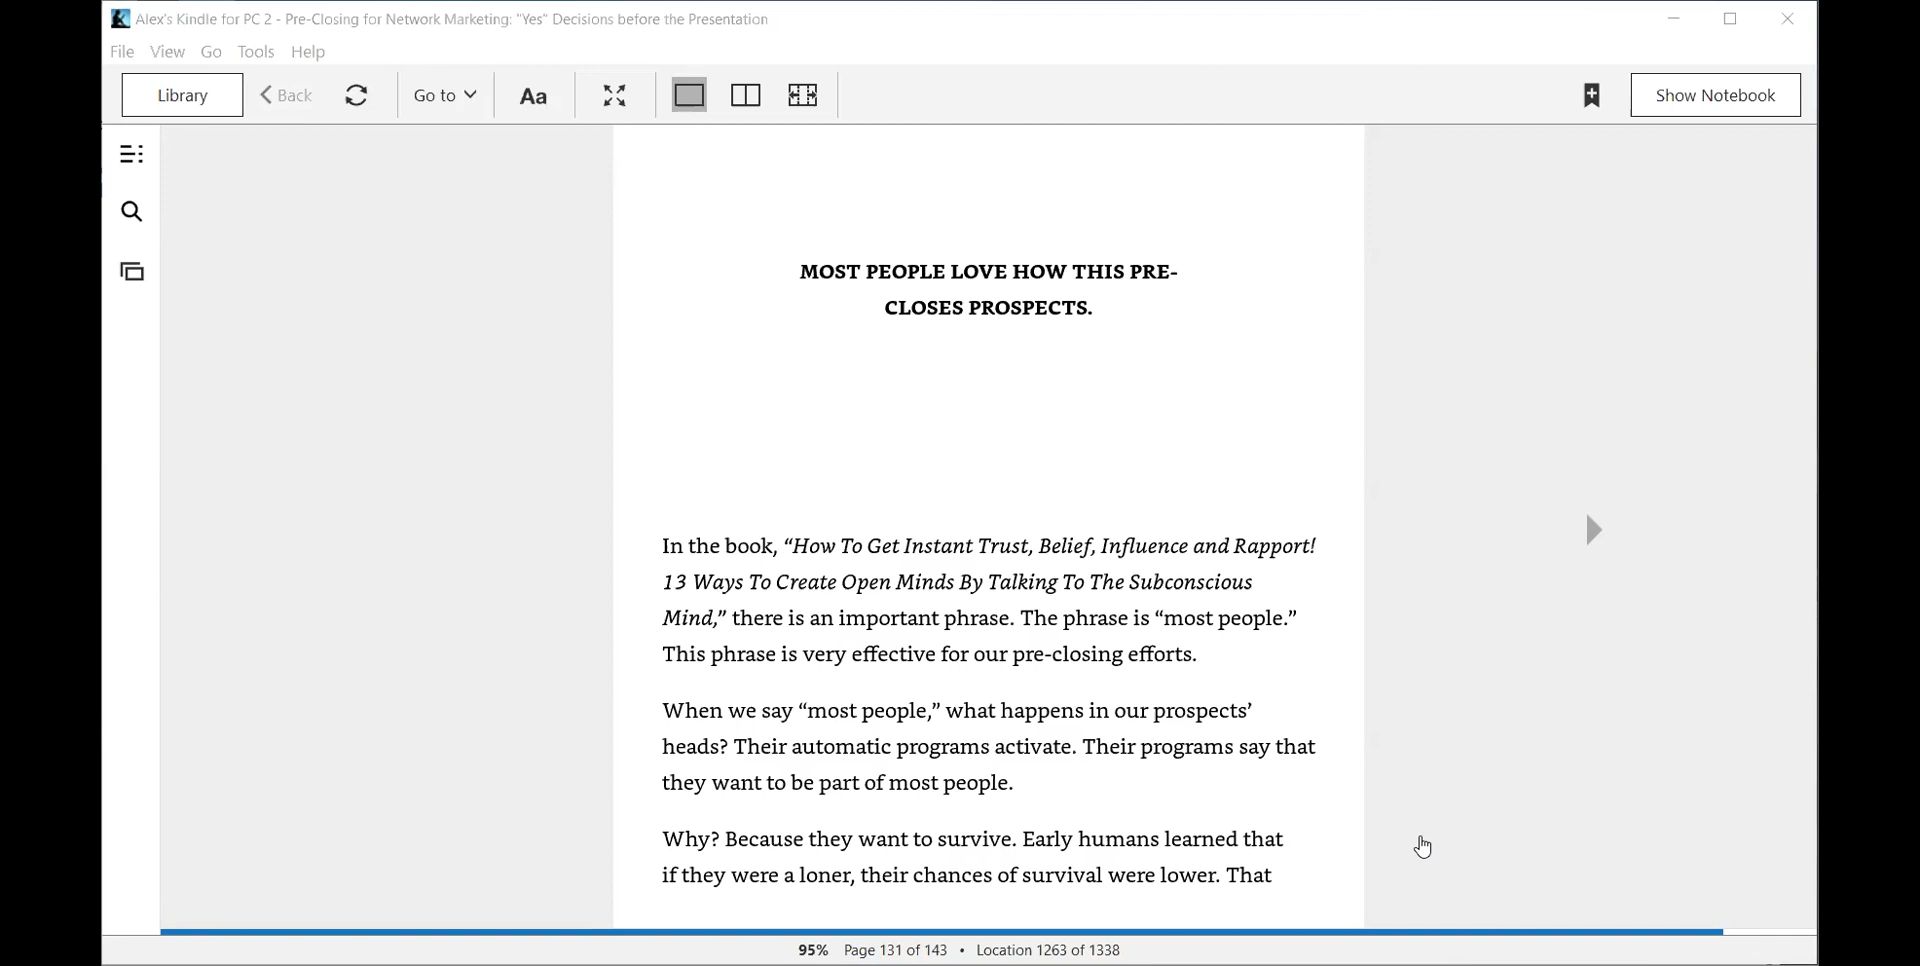 Alex's Kindle for PC 2 - Pre-Closing for Network Marketing: "Yes" Decisions before the Presentation
File View Go Tools Help
Library Back Go to Aa Show Notebook
MOST PEOPLE LOVE HOW THIS PRE-
CLOSES PROSPECTS.
In the book, “How To Get Instant Trust, Belief, Influence and Rapport!
13 Ways To Create Open Minds By Talking To The Subconscious
Mind,” there is an important phrase. The phrase is “most people.”
This phrase is very effective for our pre-closing efforts.
When we say “most people,” what happens in our prospects’
heads? Their automatic programs activate. Their programs say that
they want to be part of most people.
Why? Because they want to survive. Early humans learned that
if they were a loner, their chances of survival were lower. That
95% Page 131 of 143 • Location 1263 of 1338